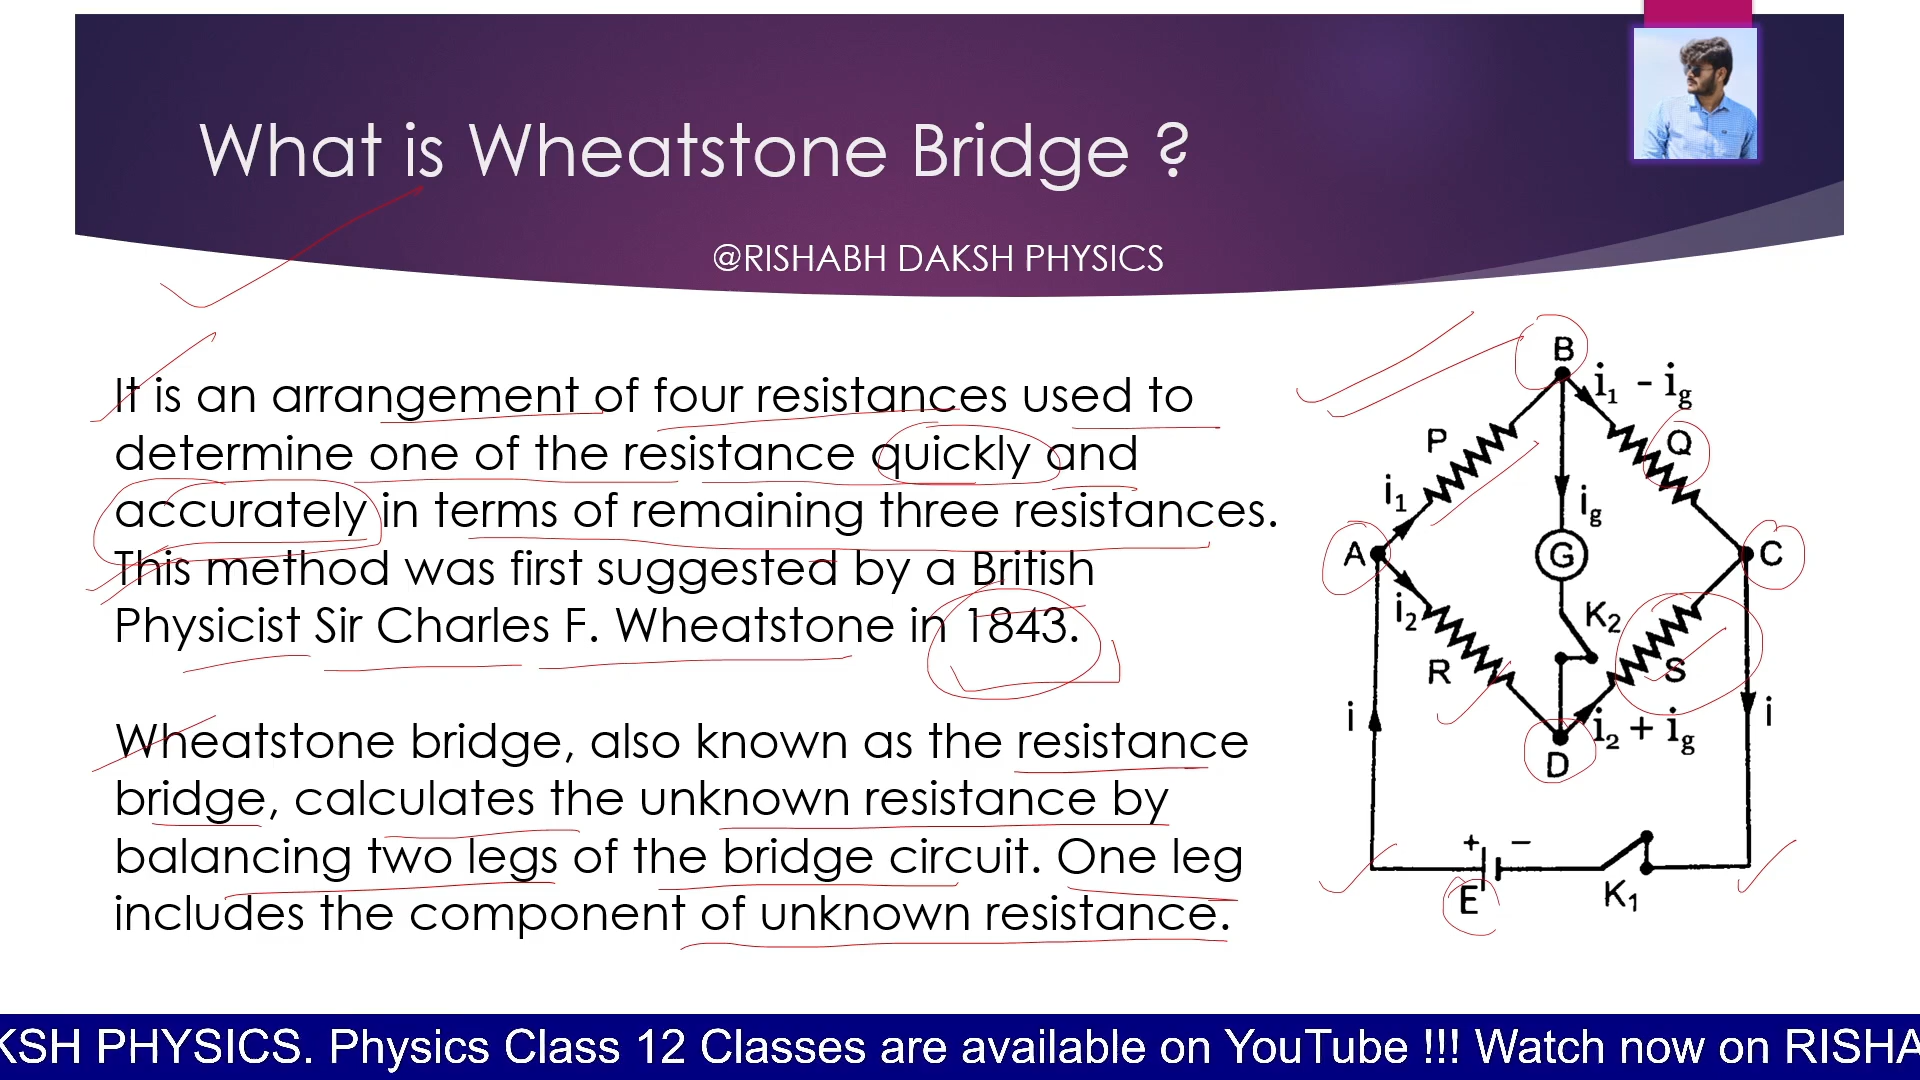 What is Wheatstone Bridge ?
@RISHABH DAKSH PHYSICS
It is an arrangement of four resistances used to
determine one of the resistance quickly and
accurately in terms of remaining three resistances.
This method was first suggested by a British
Physicist Sir Charles F. Wheatstone in 1843.
Wheatstone bridge, also known as the resistance
bridge, calculates the unknown resistance by
balancing two legs of the bridge circuit. One leg
includes the component of unknown resistance.
B
i₁ - i_g
P
Q
i₁
i_g
A
G
C
i₂
K₂
R
S
i
i
i₂ + i_g
D
+ −
E
K₁
KSH PHYSICS. Physics Class 12 Classes are available on YouTube !!! Watch now on RISHA